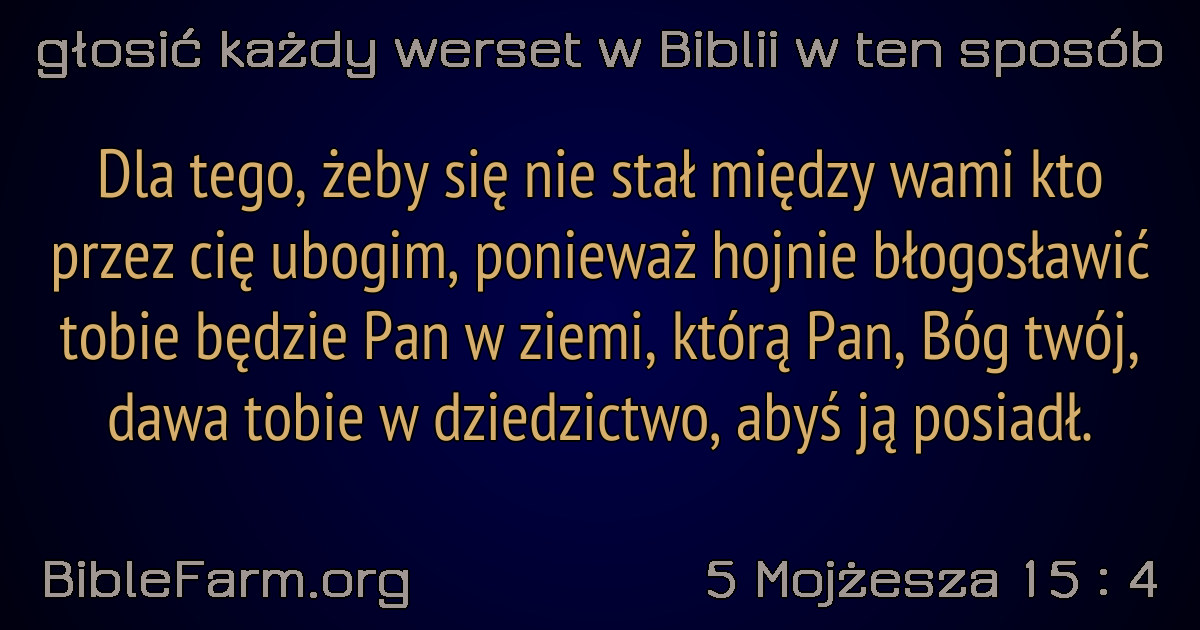 głosić każdy werset w Biblii w ten sposób
Dla tego, żeby się nie stał między wami kto
przez cię ubogim, ponieważ hojnie błogosławić
tobie będzie Pan w ziemi, którą Pan, Bóg twój,
dawa tobie w dziedzictwo, abyś ją posiadł.
BibleFarm.org
5 Mojżesza 15 : 4